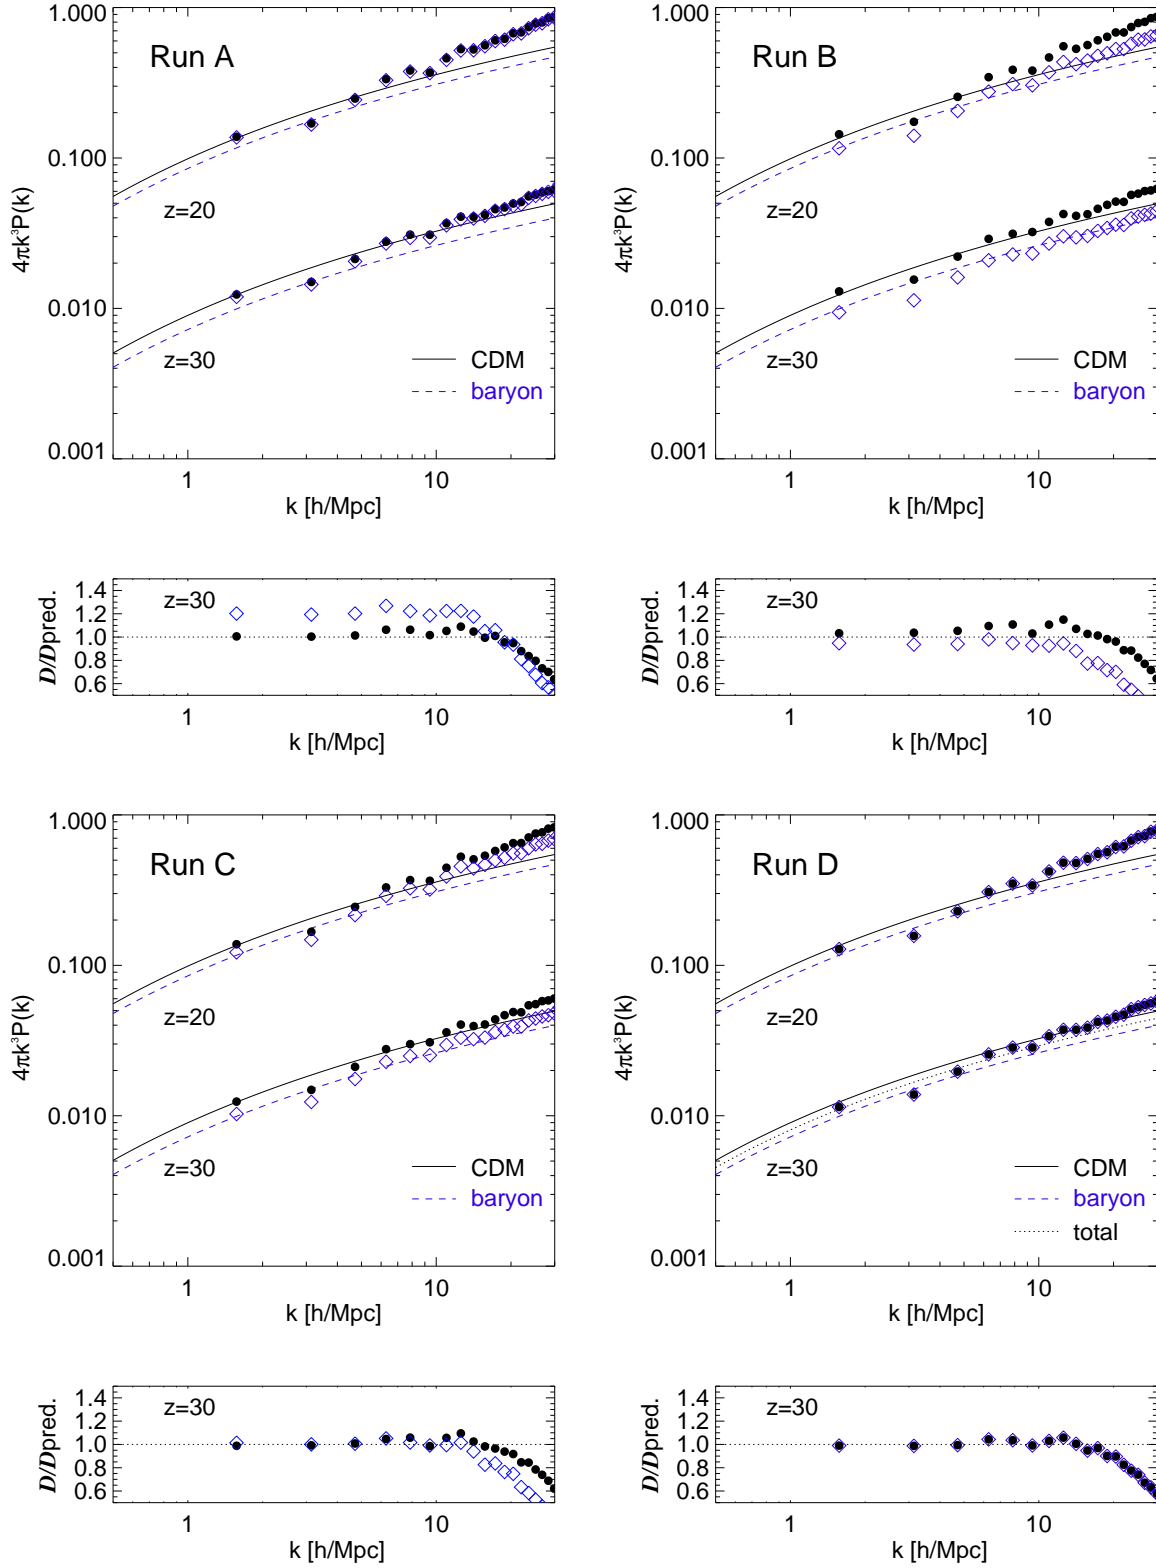 Run A
1.000
0.100
0.010
0.001
4πk³P(k)
z=20
z=30
CDM
baryon
1
10
k [h/Mpc]
Run B
1.000
0.100
0.010
0.001
4πk³P(k)
z=20
z=30
CDM
baryon
1
10
k [h/Mpc]
z=30
1.4
1.2
1.0
0.8
0.6
D/Dpred.
1
10
k [h/Mpc]
z=30
1.4
1.2
1.0
0.8
0.6
D/Dpred.
1
10
k [h/Mpc]
Run C
1.000
0.100
0.010
0.001
4πk³P(k)
z=20
z=30
CDM
baryon
1
10
k [h/Mpc]
Run D
1.000
0.100
0.010
0.001
4πk³P(k)
z=20
z=30
CDM
baryon
total
1
10
k [h/Mpc]
z=30
1.4
1.2
1.0
0.8
0.6
D/Dpred.
1
10
k [h/Mpc]
z=30
1.4
1.2
1.0
0.8
0.6
D/Dpred.
1
10
k [h/Mpc]